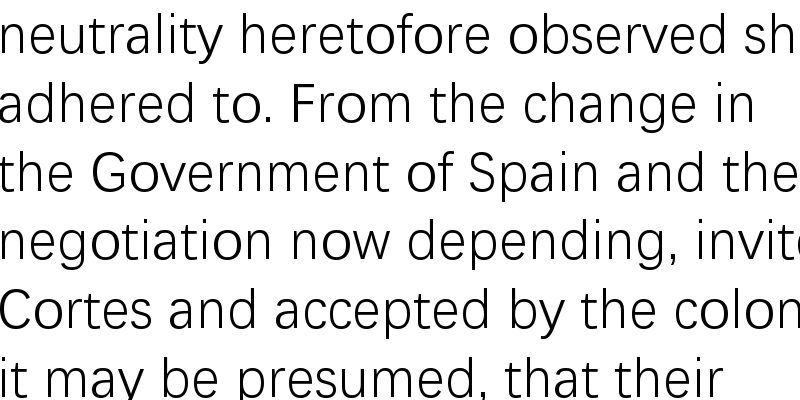 neutrality heretofore observed sh
adhered to. From the change in
the Government of Spain and the
negotiation now depending, invite
Cortes and accepted by the colon
it may be presumed, that their